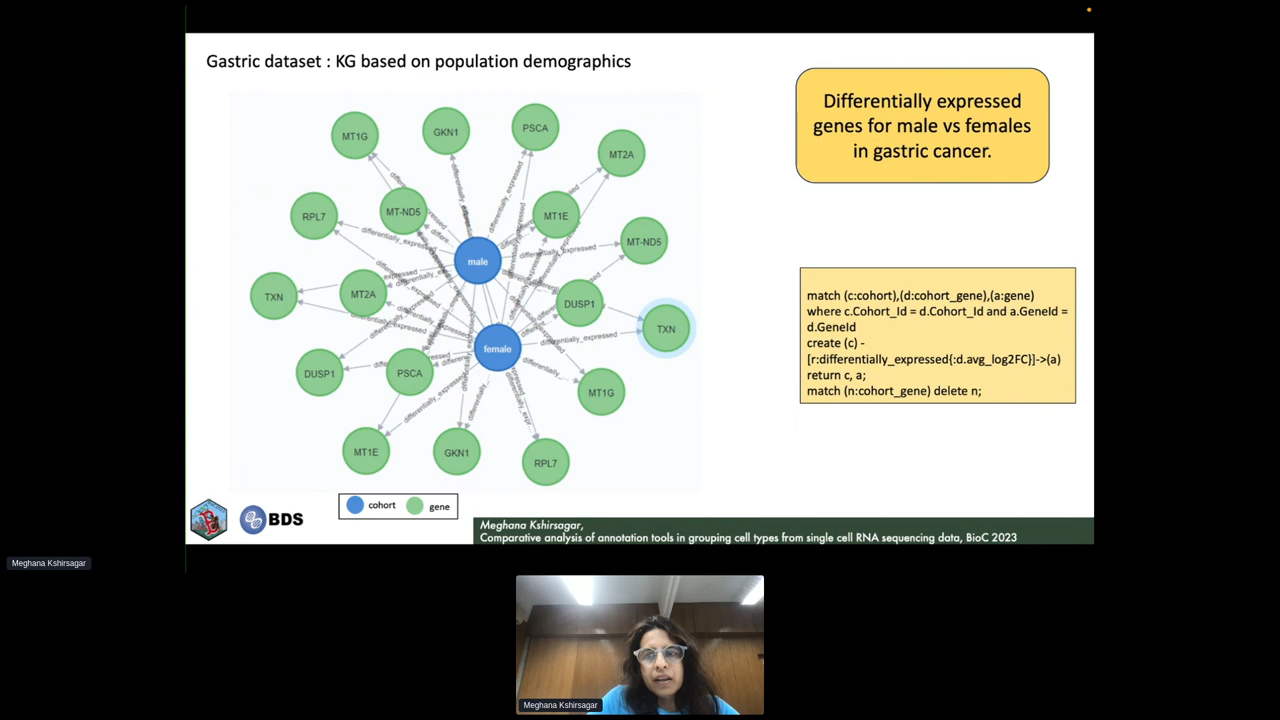 Gastric dataset : KG based on population demographics
Differentially expressed
genes for male vs females
in gastric cancer.
MT1G
GKN1
PSCA
MT2A
RPL7
MT-ND5
MT1E
MT-ND5
male
TXN
MT2A
DUSP1
TXN
female
DUSP1
PSCA
MT1G
MT1E
GKN1
RPL7
differentially_expressed
differentially_expressed
differentially_expressed
differentially_expressed
match (c:cohort),(d:cohort_gene),(a:gene)
where c.Cohort_Id = d.Cohort_Id and a.GeneId =
d.GeneId
create (c) -
[r:differentially_expressed{:d.avg_log2FC}]->(a)
return c, a;
match (n:cohort_gene) delete n;
cohort gene
BDS
Meghana Kshirsagar,
Comparative analysis of annotation tools in grouping cell types from single cell RNA sequencing data, BioC 2023
Meghana Kshirsagar
Meghana Kshirsagar